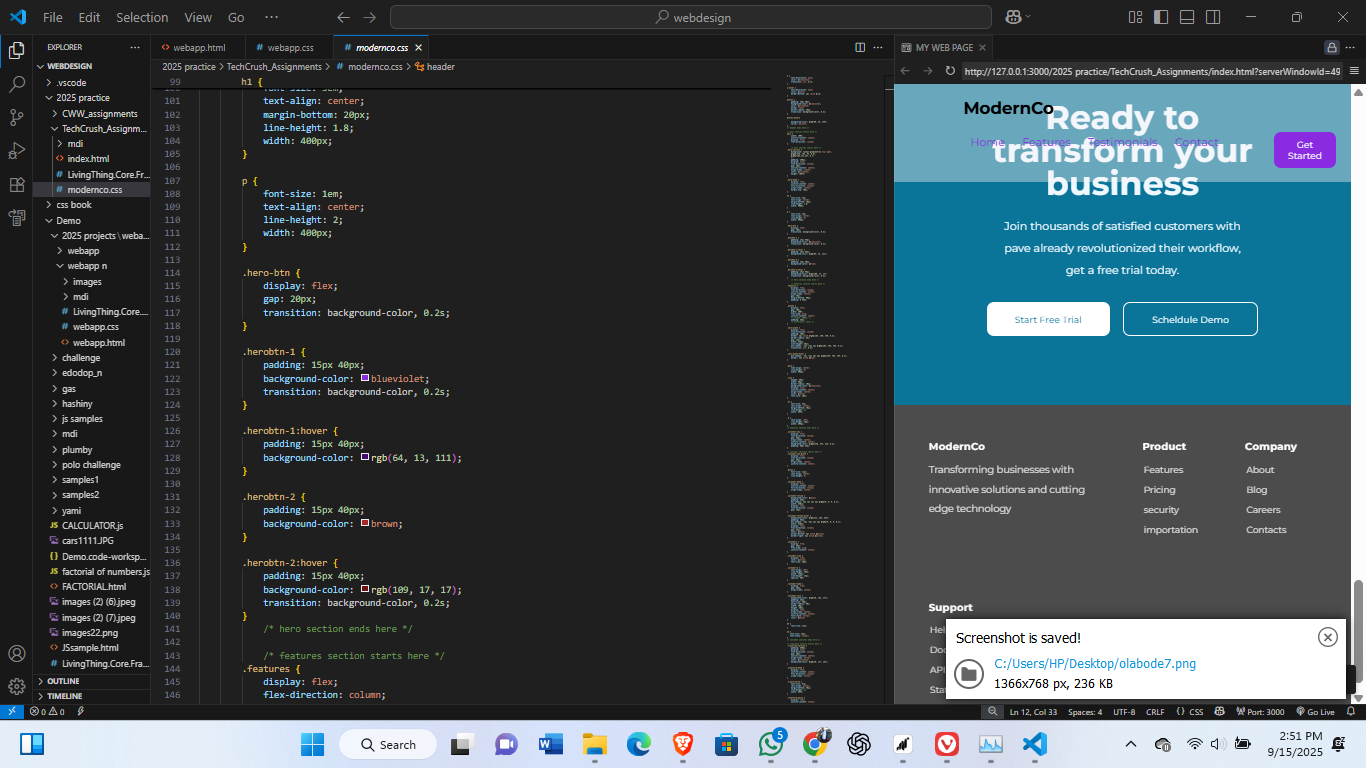 File Edit Selection View Go ···
webdesign
EXPLORER
WEBDESIGN
.vscode
2025 practice
CWW_assignments
TechCrush_Assignm...
mdi
index.html
LivingThing.Core.Fr...
modernco.css
css book
Demo
2025 projects \ weba...
webapp
webapp n
images
mdi
LivingThing.Core....
webapp.css
webapp.html
challenge
edodop_n
gas
hashiny
js samples
mdi
plumby
polo challenge
samples1
samples2
yami
CALCULATOR.js
cars1111.JPG
Demo.code-worksp...
factorial of numbers.js
FACTORIAL.html
images (2) (6).jpeg
images (2) (7).jpeg
images22.png
JSsample.html
LivingThing.Core.Fra...
OUTLINE
TIMELINE
webapp.html webapp.css modernco.css
2025 practice > TechCrush_Assignments > modernco.css > header
99 h1 {
100 font-size: 3em;
101 text-align: center;
102 margin-bottom: 20px;
103 line-height: 1.8;
104 width: 400px;
105 }
106
107 p {
108 font-size: 1em;
109 text-align: center;
110 line-height: 2;
111 width: 400px;
112 }
113
114 .hero-btn {
115 display: flex;
116 gap: 20px;
117 transition: background-color, 0.2s;
118 }
119
120 .herobtn-1 {
121 padding: 15px 40px;
122 background-color: blueviolet;
123 transition: background-color, 0.2s;
124 }
125
126 .herobtn-1:hover {
127 padding: 15px 40px;
128 background-color: rgb(64, 13, 111);
129 }
130
131 .herobtn-2 {
132 padding: 15px 40px;
133 background-color: brown;
134 }
135
136 .herobtn-2:hover {
137 padding: 15px 40px;
138 background-color: rgb(109, 17, 17);
139 transition: background-color, 0.2s;
140 }
141 /* hero section ends here */
142
143 /* features section starts here */
144 .features {
145 display: flex;
146 flex-direction: column;
MY WEB PAGE
http://127.0.0.1:3000/2025 practice/TechCrush_Assignments/index.html?serverWindowId=49
ModernCo
Home Features Testimonials Contact
Get Started
Ready to
transform your
business
Join thousands of satisfied customers with
pave already revolutionized their workflow,
get a free trial today.
Start Free Trial Scheldule Demo
ModernCo Product Company
Transforming businesses with
innovative solutions and cutting
edge technology
Features
Pricing
security
importation
About
Blog
Careers
Contacts
Support
Screenshot is saved!
C:/Users/HP/Desktop/olabode7.png
1366x768 px, 236 KB
0 0
Ln 12, Col 33 Spaces: 4 UTF-8 CRLF {} CSS Port: 3000 Go Live
Search
5
2:51 PM
9/15/2025